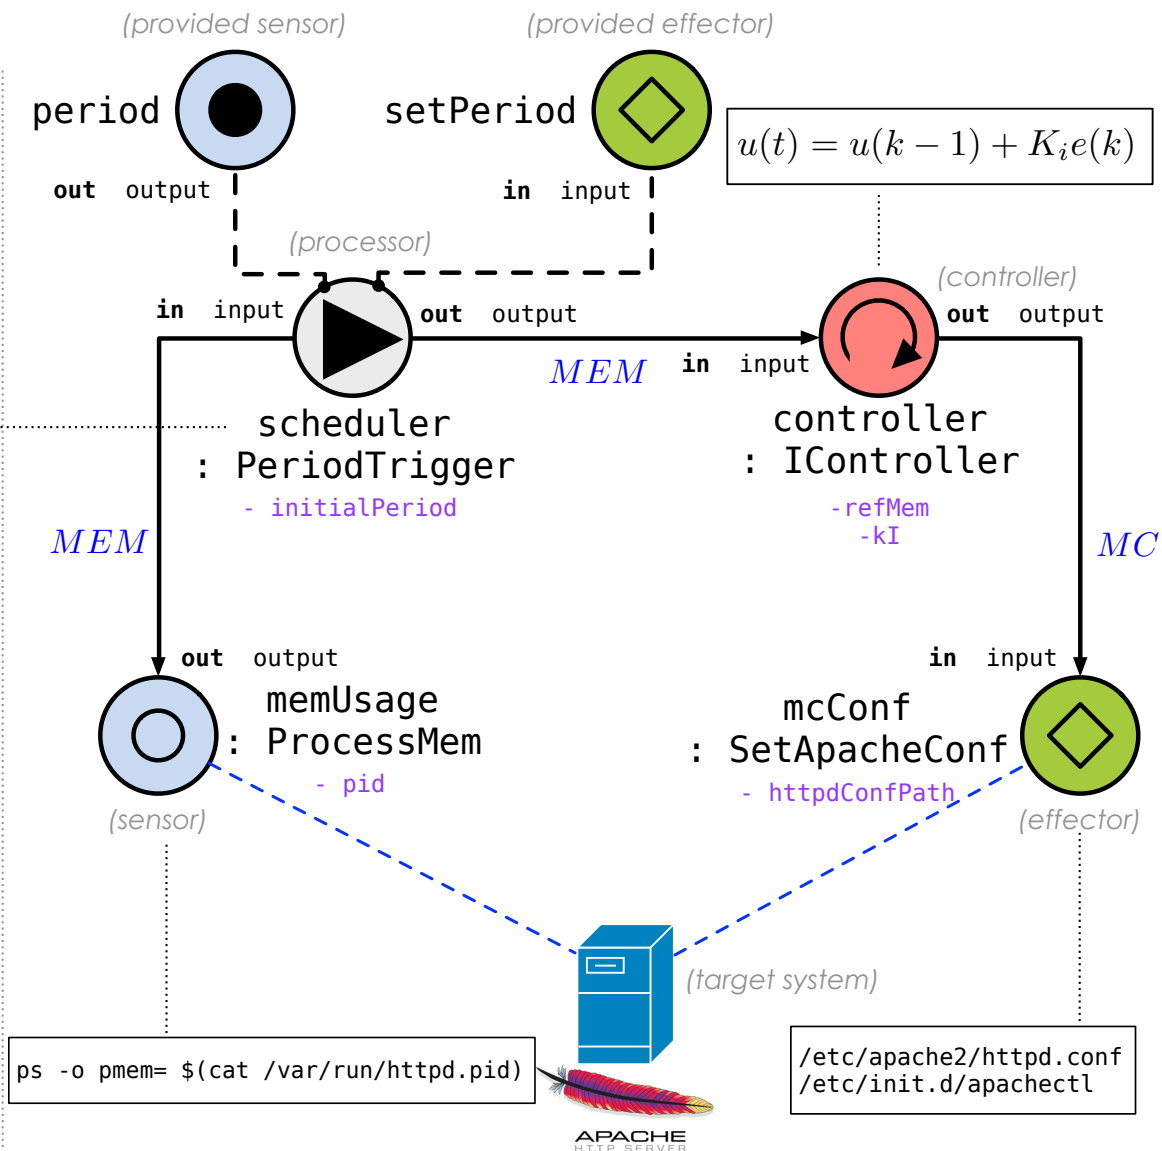 (provided sensor)
(provided effector)
period
setPeriod
u(t) = u(k − 1) + Kᵢe(k)
out output
in input
(processor)
(controller)
in input
out output
out output
MEM
in input
scheduler
: PeriodTrigger
- initialPeriod
controller
: IController
-refMem
-kI
MEM
MC
out output
in input
memUsage
: ProcessMem
- pid
mcConf
: SetApacheConf
- httpdConfPath
(sensor)
(effector)
(target system)
ps -o pmem= $(cat /var/run/httpd.pid)
/etc/apache2/httpd.conf
/etc/init.d/apachectl
APACHE
HTTP SERVER